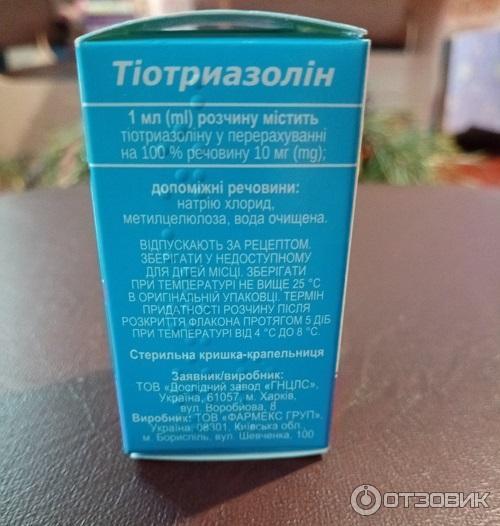 Тіотриазолін
1 мл (ml) розчину містить
тіотриазоліну у перерахуванні
на 100 % речовину 10 мг (mg);
допоміжні речовини:
натрію хлорид,
метилцелюлоза, вода очищена.
ВІДПУСКАЮТЬ ЗА РЕЦЕПТОМ.
ЗБЕРІГАТИ У НЕДОСТУПНОМУ
ДЛЯ ДІТЕЙ МІСЦІ. ЗБЕРІГАТИ
ПРИ ТЕМПЕРАТУРІ НЕ ВИЩЕ 25 °С
В ОРИГІНАЛЬНІЙ УПАКОВЦІ. ТЕРМІН
ПРИДАТНОСТІ РОЗЧИНУ ПІСЛЯ
РОЗКРИТТЯ ФЛАКОНА ПРОТЯГОМ 5 ДІБ
ПРИ ТЕМПЕРАТУРІ ВІД 4 °С ДО 8 °С.
Стерильна кришка-крапельниця
Заявник/виробник:
ТОВ «Дослідний завод «ГНЦЛС»,
Україна, 61057, м. Харків,
вул. Воробйова, 8
Виробник: ТОВ «ФАРМЕКС ГРУП»,
Україна, 08301, Київська обл.,
м. Бориспіль, вул. Шевченка, 100
ОТЗОВИК